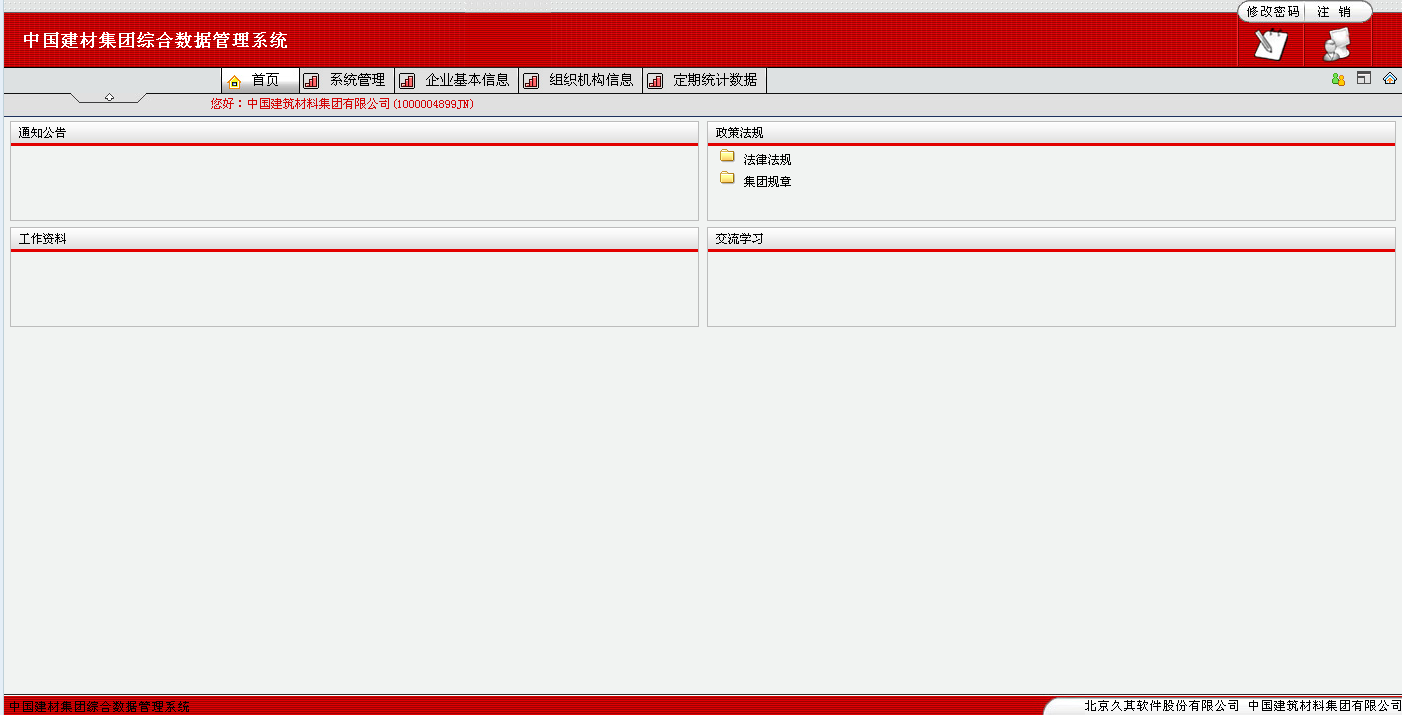 修改密码 注 销
中国建材集团综合数据管理系统
首页 系统管理 企业基本信息 组织机构信息 定期统计数据
您好：中国建筑材料集团有限公司(1000004899JN)
通知公告 政策法规
法律法规
集团规章
工作资料 交流学习
中国建材集团综合数据管理系统 北京久其软件股份有限公司 中国建筑材料集团有限公司